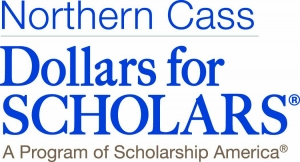 Northern Cass
Dollars for
SCHOLARS®
A Program of Scholarship America®